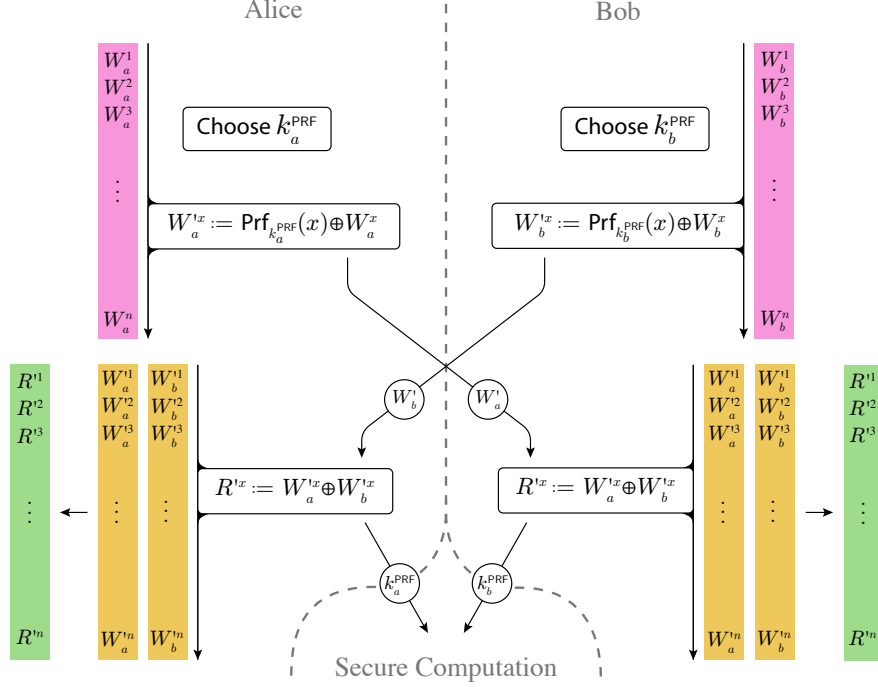 Alice
Bob
W_a^1
W_a^2
W_a^3
⋮
W_a^n
Choose k_a^PRF
W'_a^x := Prf_{k_a^PRF}(x)⊕W_a^x
Choose k_b^PRF
W'_b^x := Prf_{k_b^PRF}(x)⊕W_b^x
W_b^1
W_b^2
W_b^3
⋮
W_b^n
W'_b
W'_a
R'^1
R'^2
R'^3
⋮
R'^n
W'_a^1 W'_b^1
W'_a^2 W'_b^2
W'_a^3 W'_b^3
⋮ ⋮
W'_a^n W'_b^n
R'^x := W'_a^x⊕W'_b^x
R'^x := W'_a^x⊕W'_b^x
W'_a^1 W'_b^1
W'_a^2 W'_b^2
W'_a^3 W'_b^3
⋮ ⋮
W'_a^n W'_b^n
R'^1
R'^2
R'^3
⋮
R'^n
k_a^PRF
k_b^PRF
Secure Computation